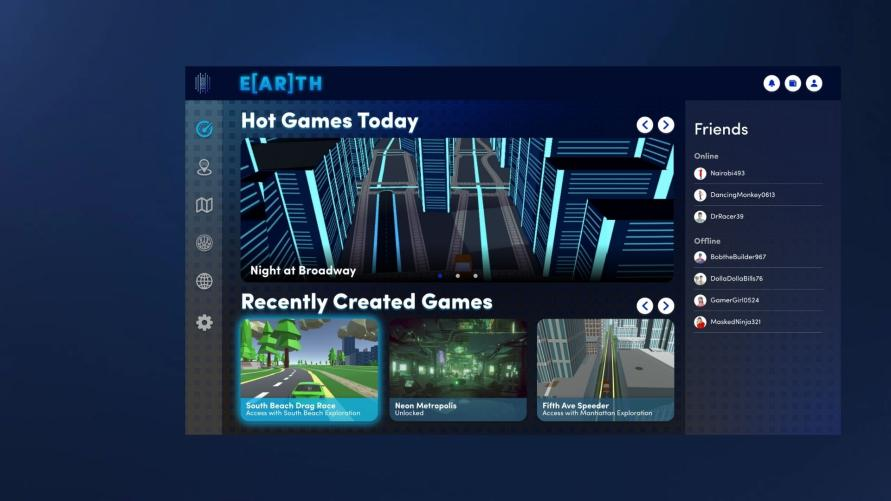 E[AR]TH
Hot Games Today
Night at Broadway
Recently Created Games
South Beach Drag Race
Access with South Beach Exploration
Neon Metropolis
Unlocked
Fifth Ave Speeder
Access with Manhattan Exploration
Friends
Online
Nairobi493
DancingMonkey0613
DrRacer39
Offline
BobtheBuilder967
DollaDollaBills76
GamerGirl0524
MaskedNinja321